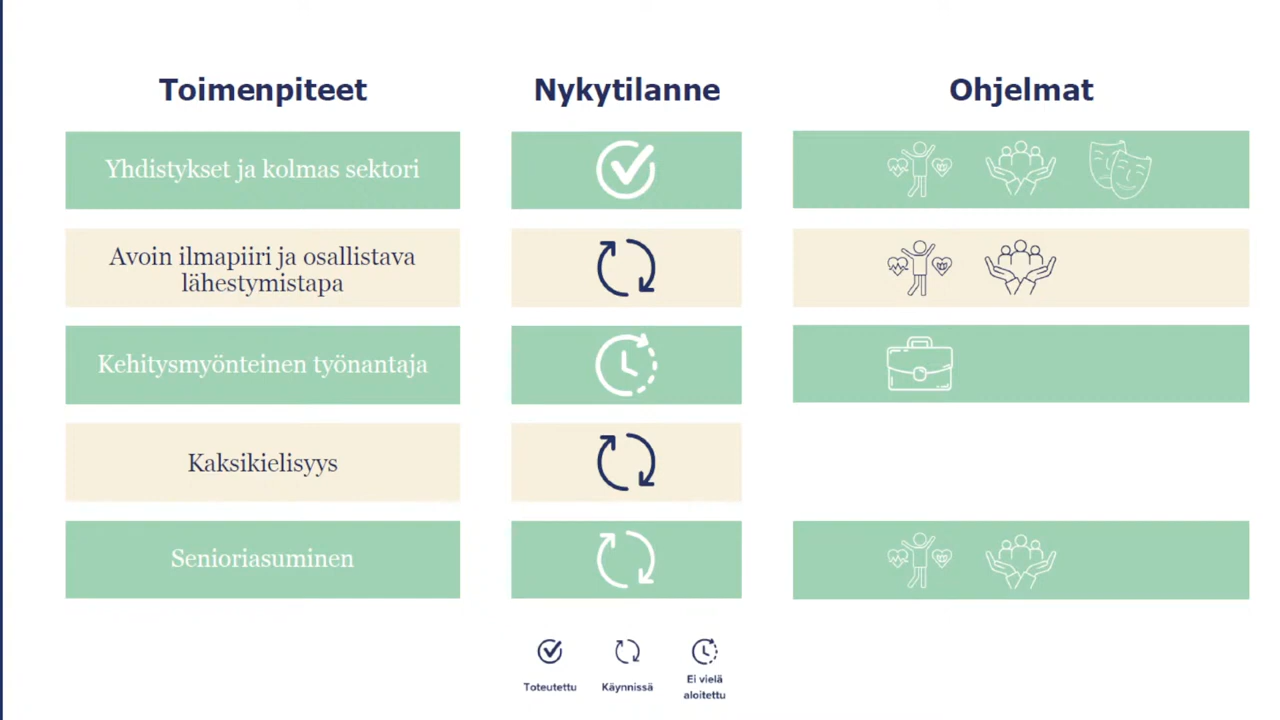 Toimenpiteet
Nykytilanne
Ohjelmat
Yhdistykset ja kolmas sektori
Avoin ilmapiiri ja osallistava
lähestymistapa
Kehitysmyönteinen työnantaja
Kaksikielisyys
Senioriasuminen
Toteutettu
Käynnissä
Ei vielä
aloitettu